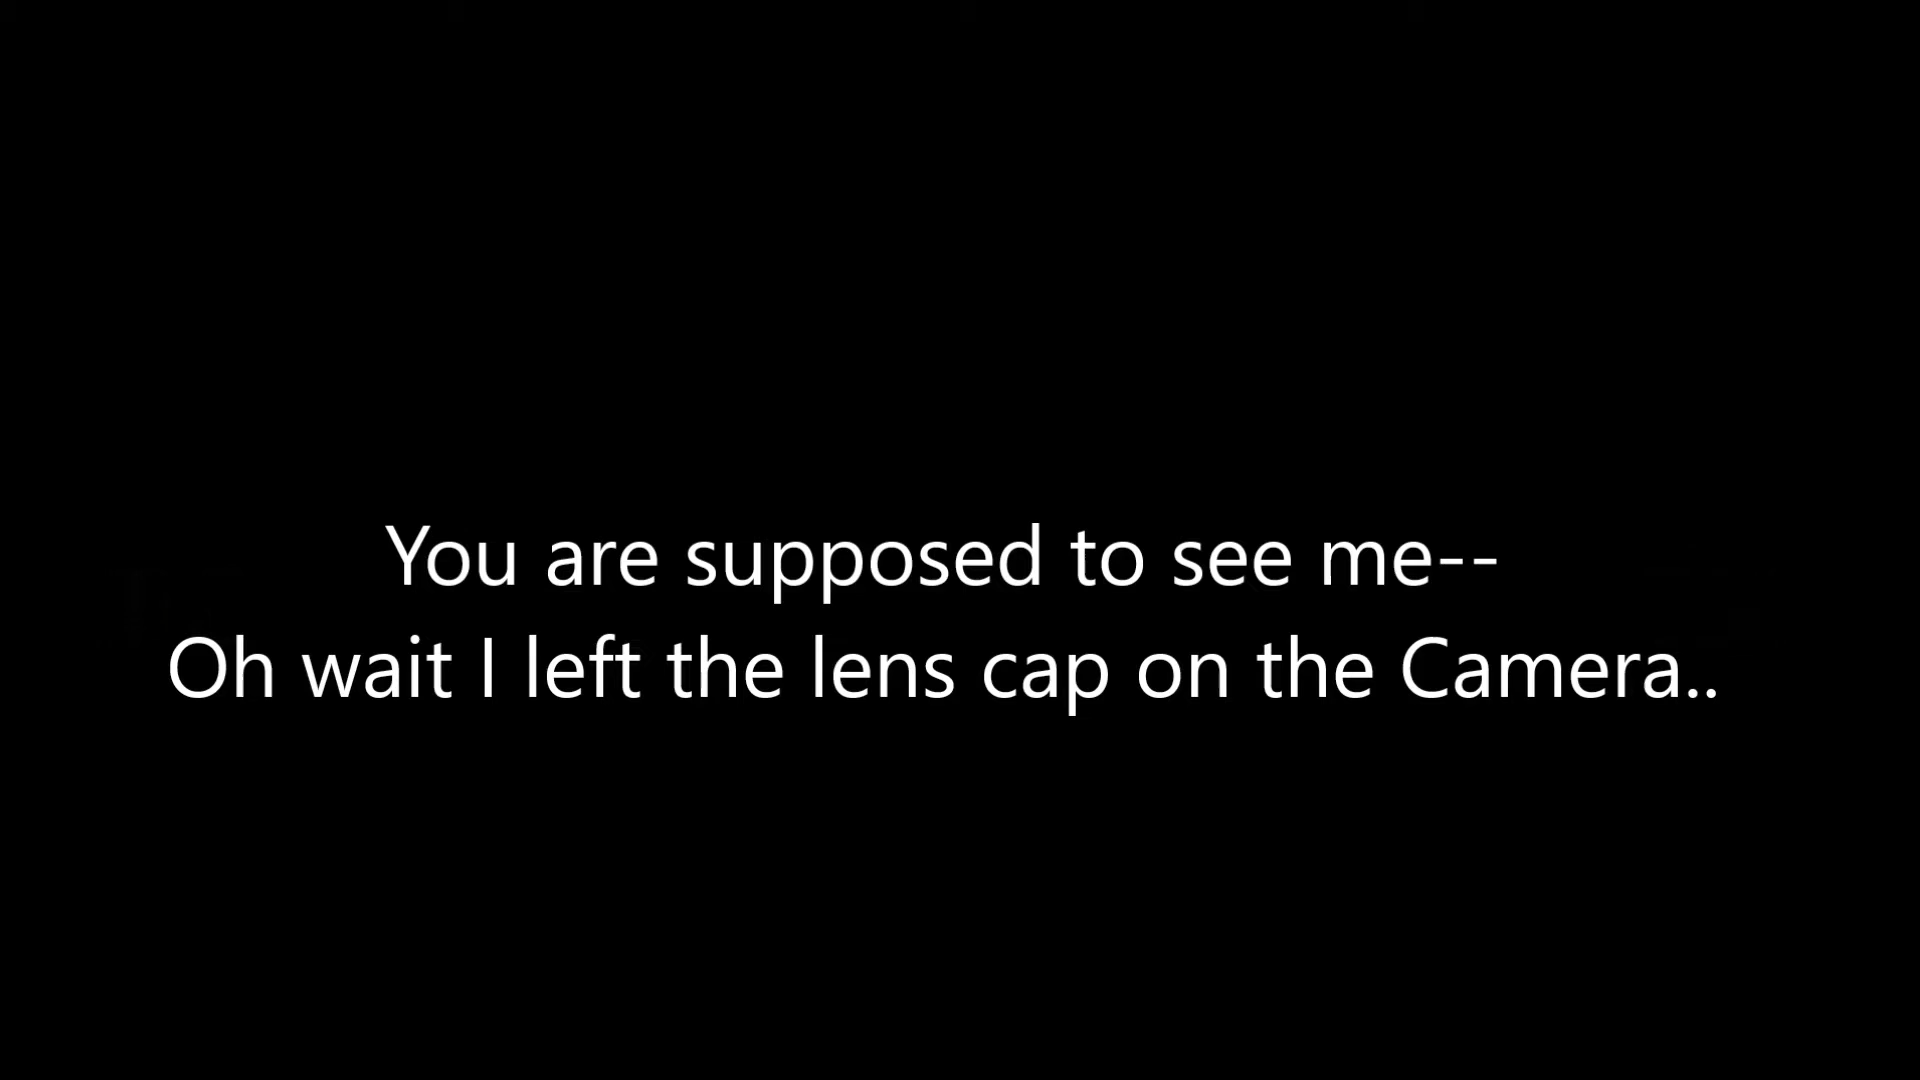 You are supposed to see me--
Oh wait I left the lens cap on the Camera..